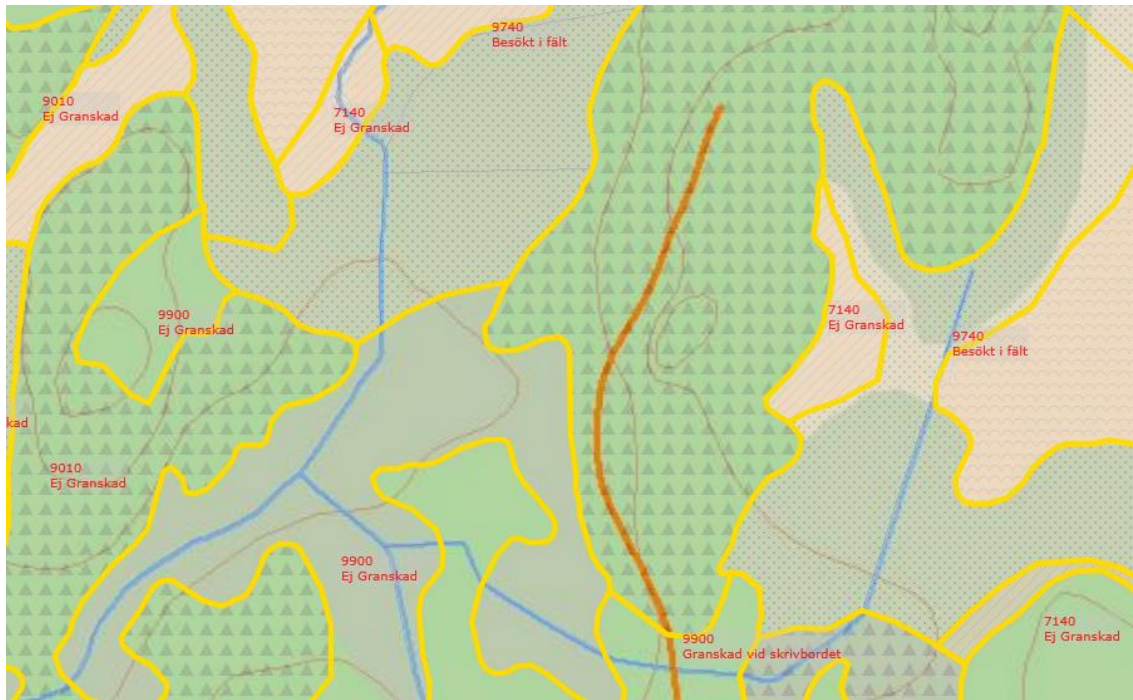 9740
Besökt i fält
9010
Ej Granskad
7140
Ej Granskad
9900
Ej Granskad
7140
Ej Granskad
9740
Besökt i fält
kad
9010
Ej Granskad
9900
Ej Granskad
9900
Granskad vid skrivbordet
7140
Ej Granskad